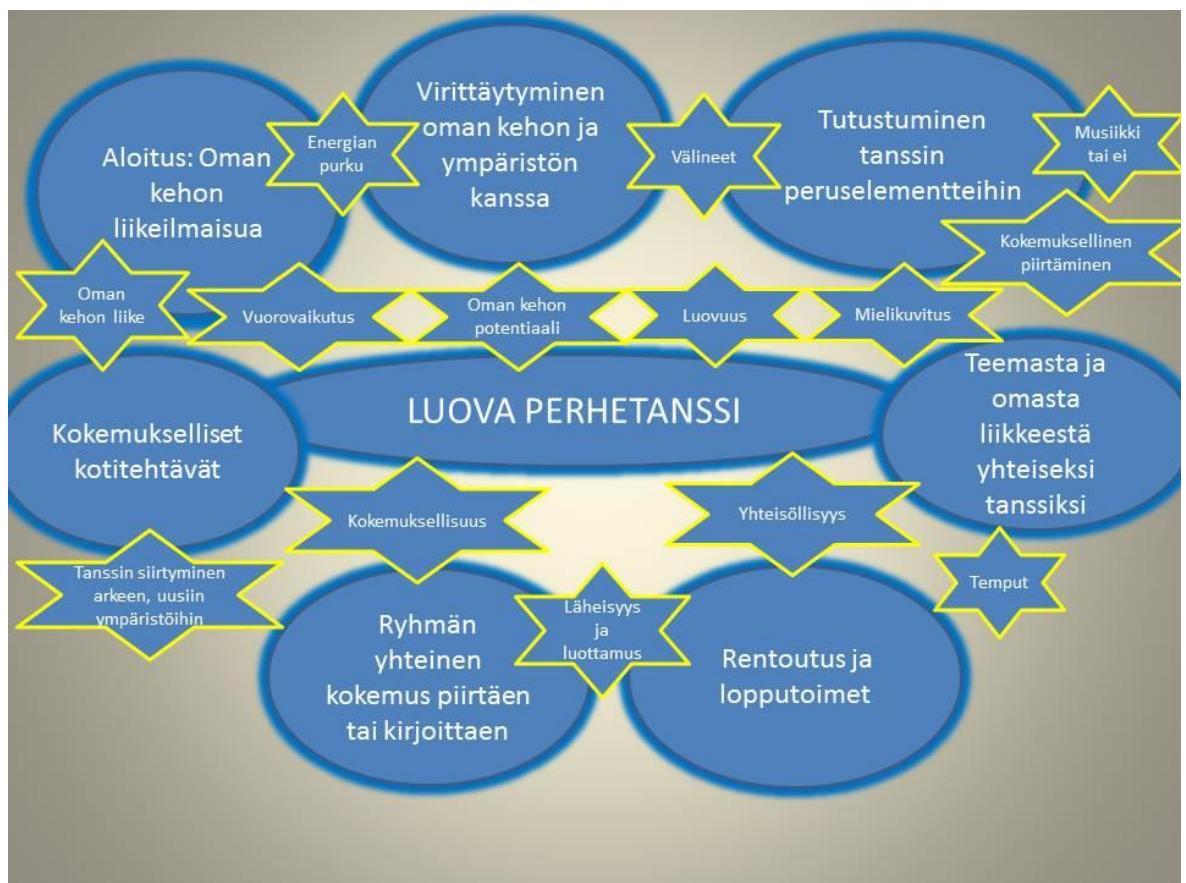 Aloitus: Oman
kehon
liikeilmaisua
Energian
purku
Virittäytyminen
oman kehon ja
ympäristön
kanssa
Välineet
Tutustuminen
tanssin
peruselementteihin
Musiikki
tai ei
Kokemuksellinen
piirtäminen
Oman
kehon liike
Vuorovaikutus
Oman kehon
potentiaali
Luovuus
Mielikuvitus
Kokemukselliset
kotitehtävät
LUOVA PERHETANSSI
Teemasta ja
omasta
liikkeestä
yhteiseksi
tanssiksi
Kokemuksellisuus
Yhteisöllisyys
Tanssin siirtyminen
arkeen, uusiin
ympäristöihin
Temput
Ryhmän
yhteinen
kokemus piirtäen
tai kirjoittaen
Läheisyys
ja
luottamus
Rentoutus ja
lopputoimet